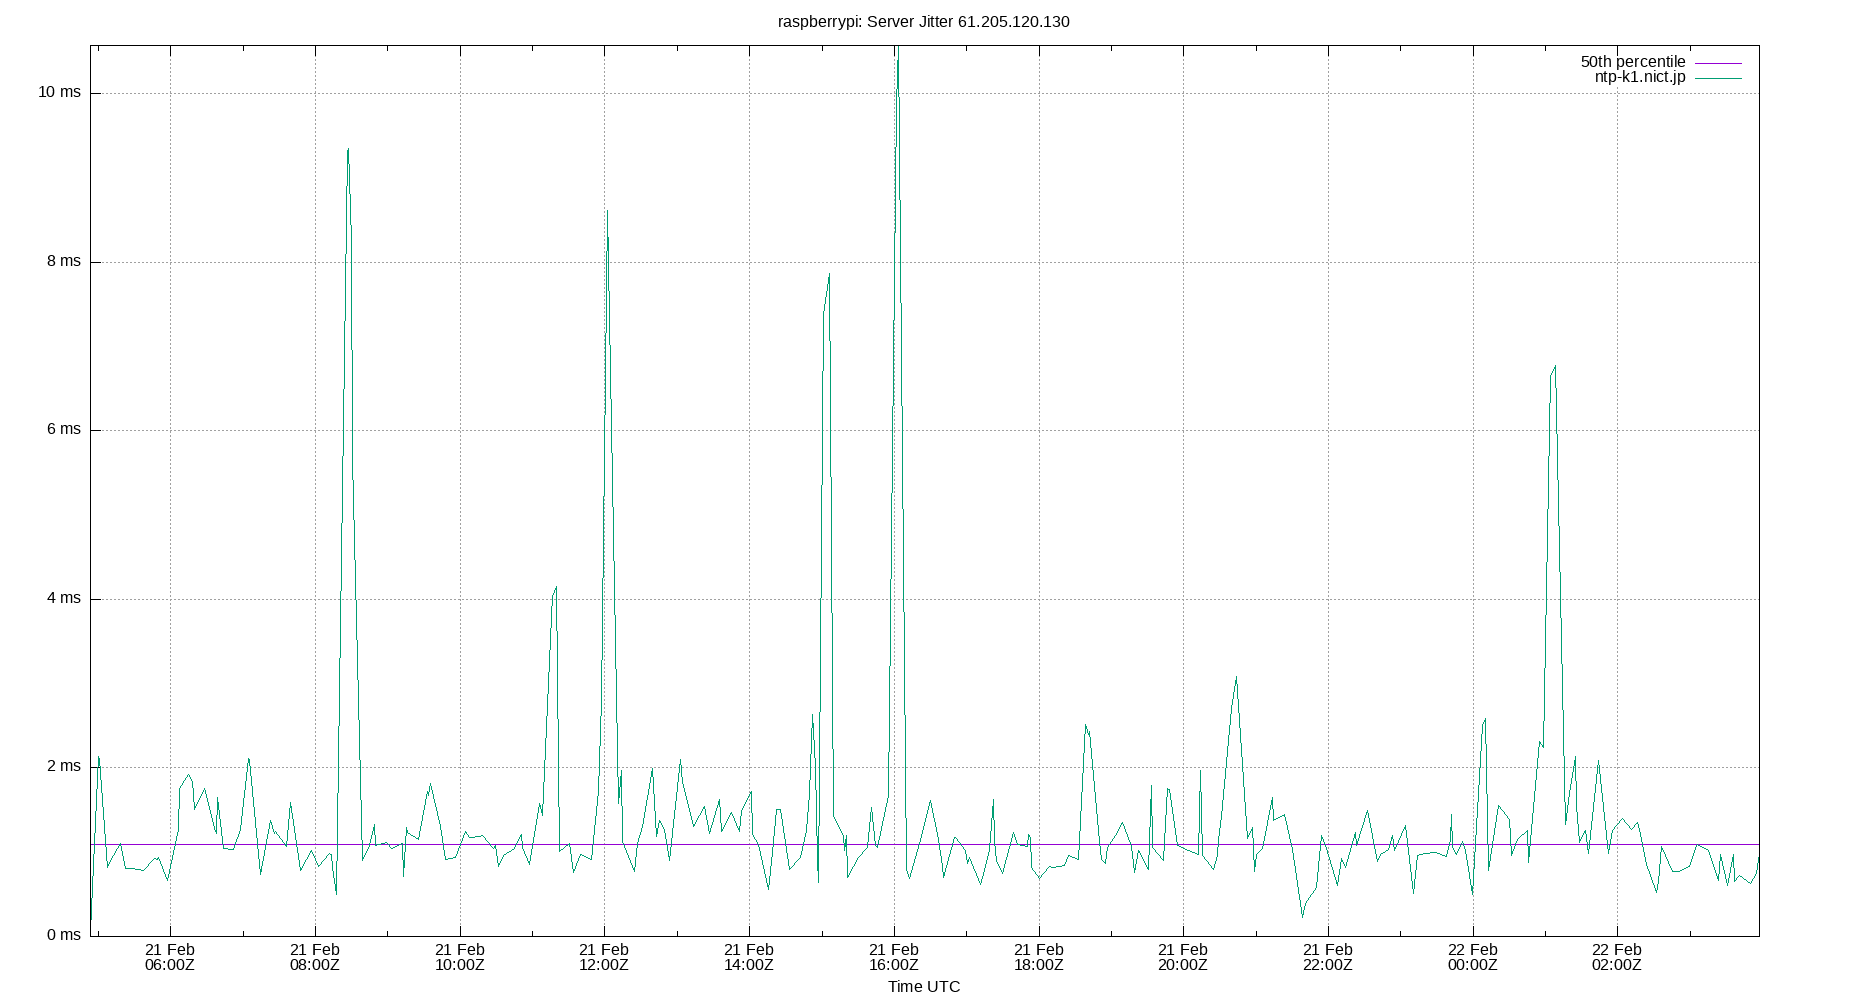 raspberrypi: Server Jitter 61.205.120.130
50th percentile
ntp-k1.nict.jp
10 ms
8 ms
6 ms
4 ms
2 ms
0 ms
21 Feb 21 Feb 21 Feb 21 Feb 21 Feb 21 Feb 21 Feb 21 Feb 21 Feb 22 Feb 22 Feb
06:00Z 08:00Z 10:00Z 12:00Z 14:00Z 16:00Z 18:00Z 20:00Z 22:00Z 00:00Z 02:00Z
Time UTC